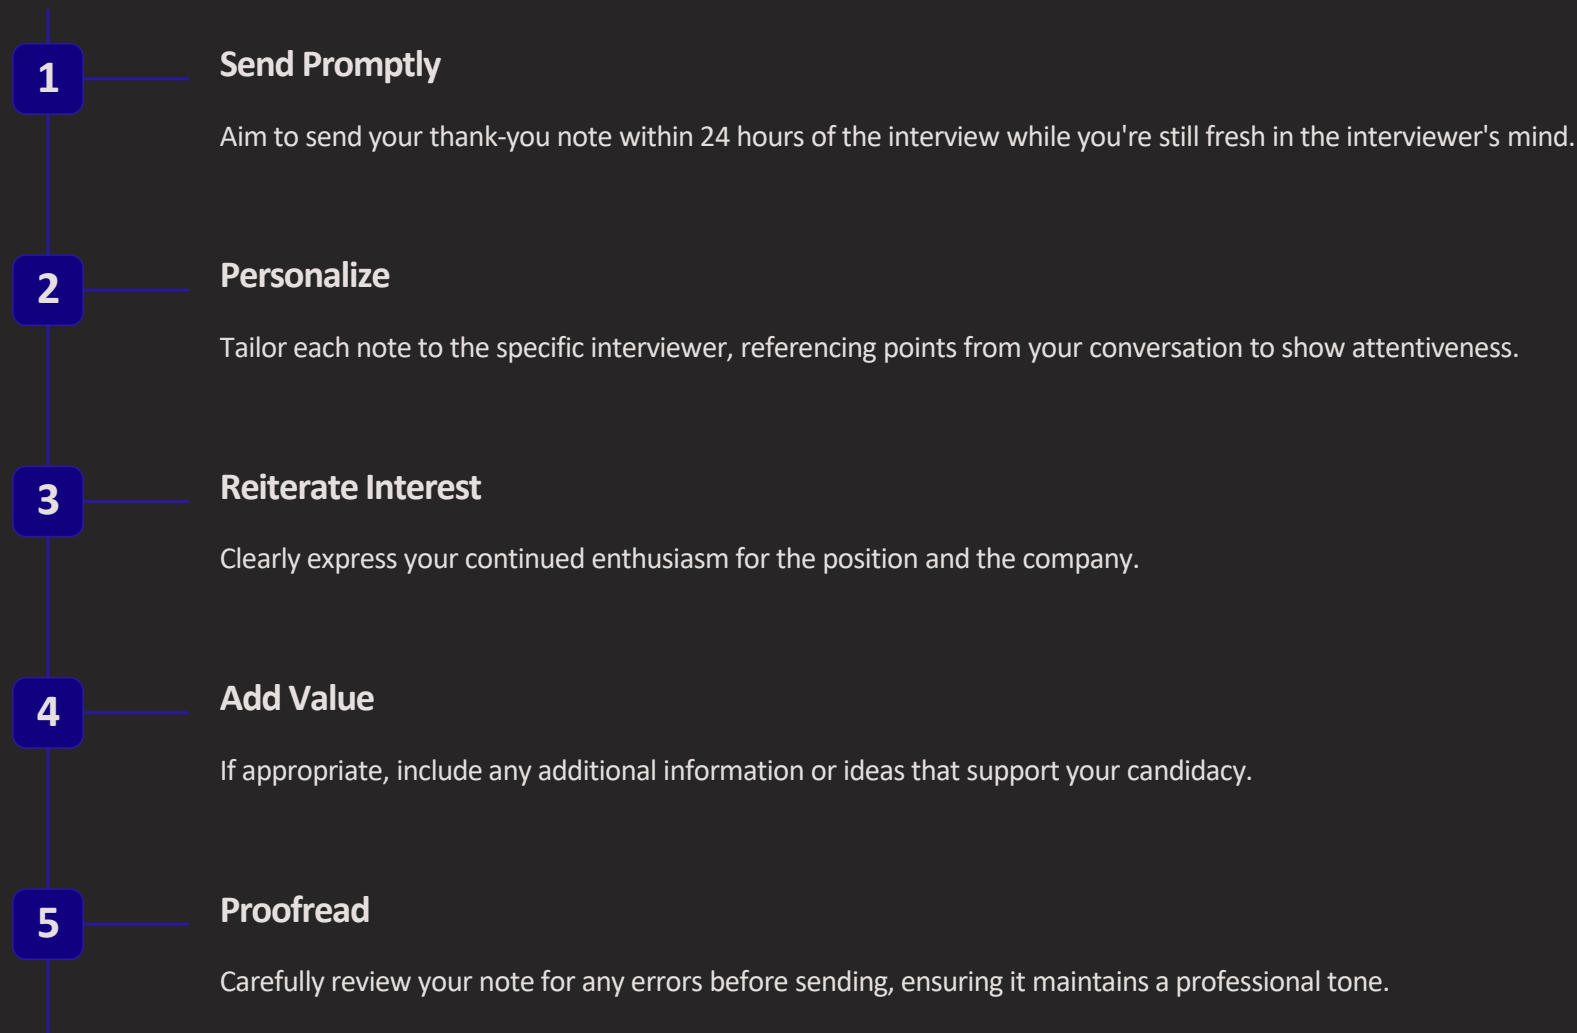 1
Send Promptly
Aim to send your thank-you note within 24 hours of the interview while you're still fresh in the interviewer's mind.
2
Personalize
Tailor each note to the specific interviewer, referencing points from your conversation to show attentiveness.
3
Reiterate Interest
Clearly express your continued enthusiasm for the position and the company.
4
Add Value
If appropriate, include any additional information or ideas that support your candidacy.
5
Proofread
Carefully review your note for any errors before sending, ensuring it maintains a professional tone.